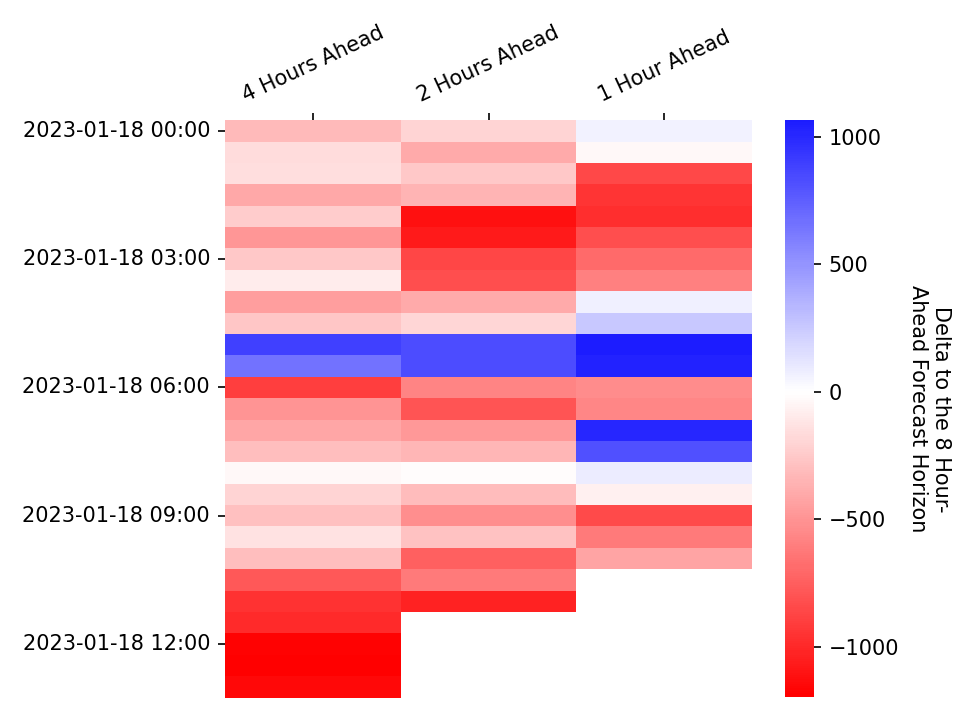 4 Hours Ahead
2 Hours Ahead
1 Hour Ahead
2023-01-18 00:00
2023-01-18 03:00
2023-01-18 06:00
2023-01-18 09:00
2023-01-18 12:00
1000
500
0
−500
−1000
Delta to the 8 Hour-
Ahead Forecast Horizon